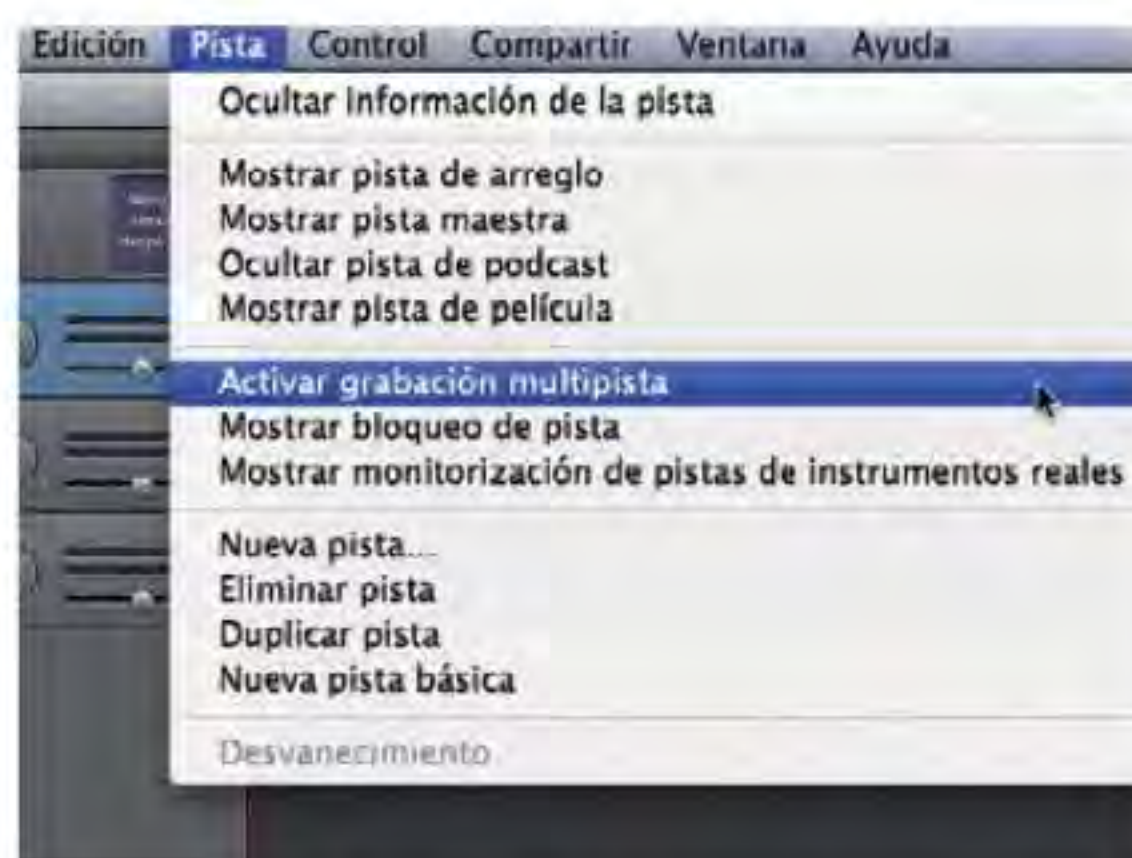 Edición Pista Control Compartir Ventana Ayuda
Ocultar información de la pista
Mostrar pista de arreglo
Mostrar pista maestra
Ocultar pista de podcast
Mostrar pista de película
Activar grabación multipista
Mostrar bloqueo de pista
Mostrar monitorización de pistas de instrumentos reales
Nueva pista...
Eliminar pista
Duplicar pista
Nueva pista básica
Desvanecimiento